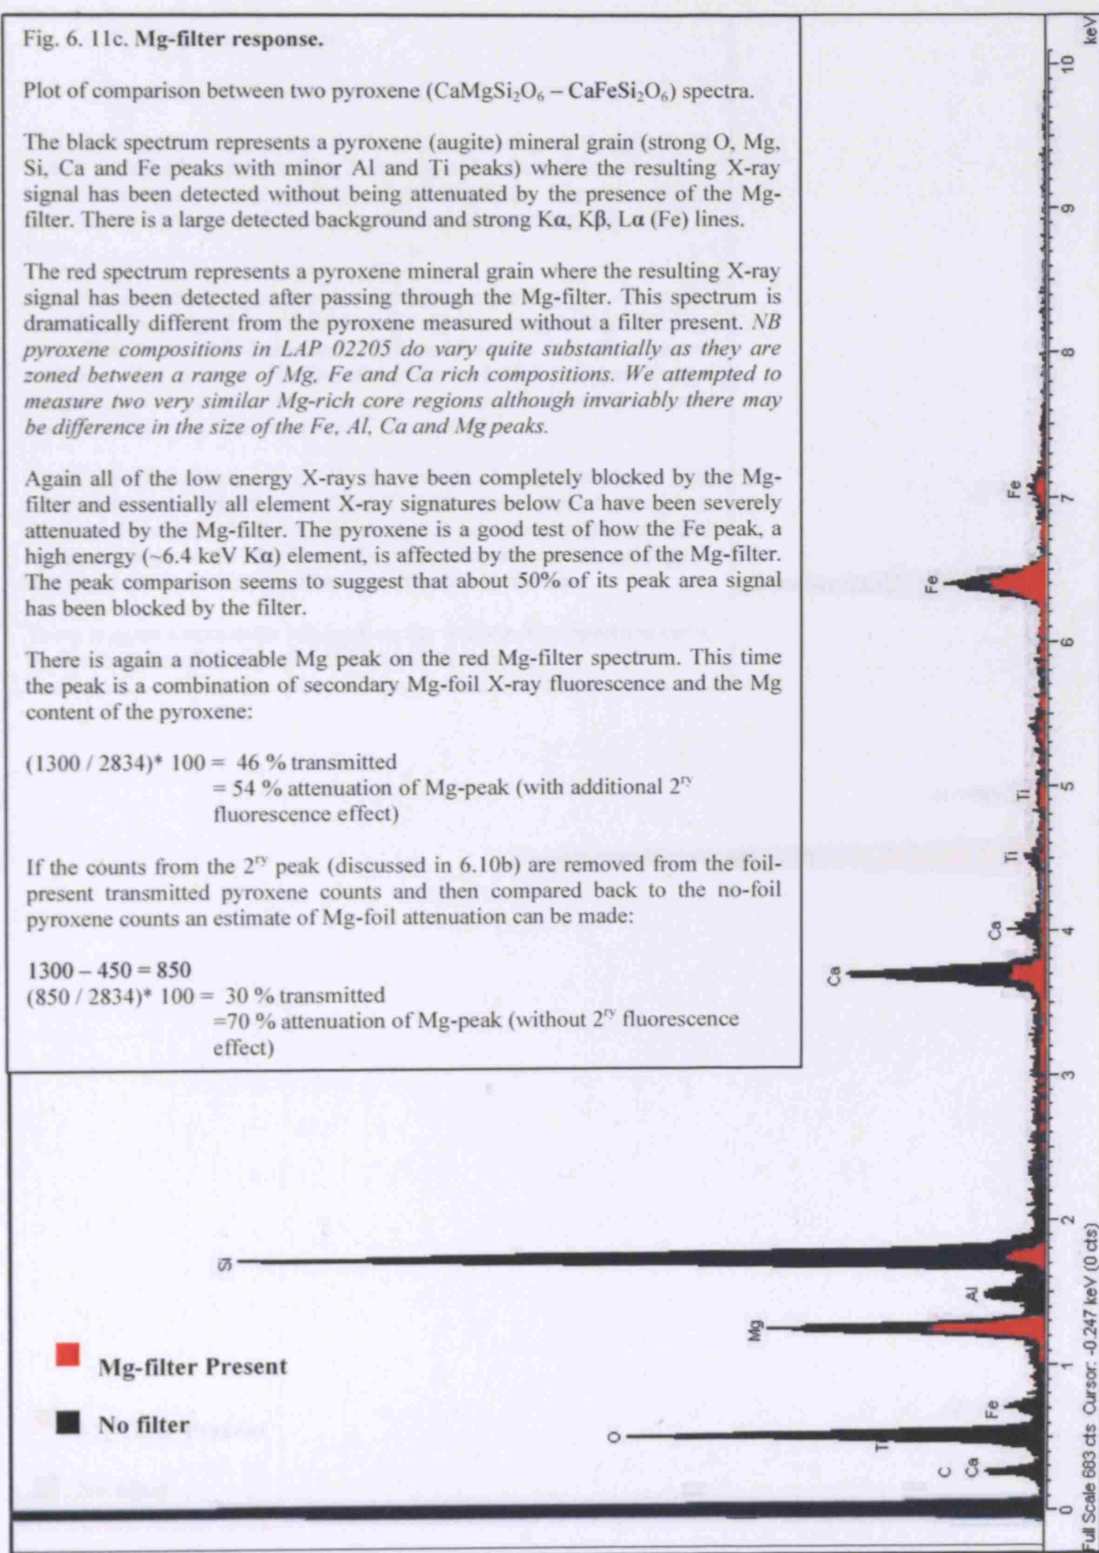 Fig. 6. 11c. Mg-filter response.
Plot of comparison between two pyroxene (CaMgSi₂O₆ – CaFeSi₂O₆) spectra.
The black spectrum represents a pyroxene (augite) mineral grain (strong O, Mg,
Si, Ca and Fe peaks with minor Al and Ti peaks) where the resulting X-ray
signal has been detected without being attenuated by the presence of the Mg-
filter. There is a large detected background and strong Kα, Kβ, Lα (Fe) lines.
The red spectrum represents a pyroxene mineral grain where the resulting X-ray
signal has been detected after passing through the Mg-filter. This spectrum is
dramatically different from the pyroxene measured without a filter present. NB
pyroxene compositions in LAP 02205 do vary quite substantially as they are
zoned between a range of Mg, Fe and Ca rich compositions. We attempted to
measure two very similar Mg-rich core regions although invariably there may
be difference in the size of the Fe, Al, Ca and Mg peaks.
Again all of the low energy X-rays have been completely blocked by the Mg-
filter and essentially all element X-ray signatures below Ca have been severely
attenuated by the Mg-filter. The pyroxene is a good test of how the Fe peak, a
high energy (~6.4 keV Kα) element, is affected by the presence of the Mg-filter.
The peak comparison seems to suggest that about 50% of its peak area signal
has been blocked by the filter.
There is again a noticeable Mg peak on the red Mg-filter spectrum. This time
the peak is a combination of secondary Mg-foil X-ray fluorescence and the Mg
content of the pyroxene:
(1300 / 2834)* 100 = 46 % transmitted
= 54 % attenuation of Mg-peak (with additional 2ʳʸ
fluorescence effect)
If the counts from the 2ʳʸ peak (discussed in 6.10b) are removed from the foil-
present transmitted pyroxene counts and then compared back to the no-foil
pyroxene counts an estimate of Mg-foil attenuation can be made:
1300 – 450 = 850
(850 / 2834)* 100 = 30 % transmitted
=70 % attenuation of Mg-peak (without 2ʳʸ fluorescence
effect)
Mg-filter Present
No filter
C
Ca
O
Ti
Fe
Mg
Al
Si
Ca
Ca
Ti
Ti
Fe
Fe
0 1 2 3 4 5 6 7 8 9 10
keV
Full Scale 683 cts Cursor: -0.247 keV (0 cts)